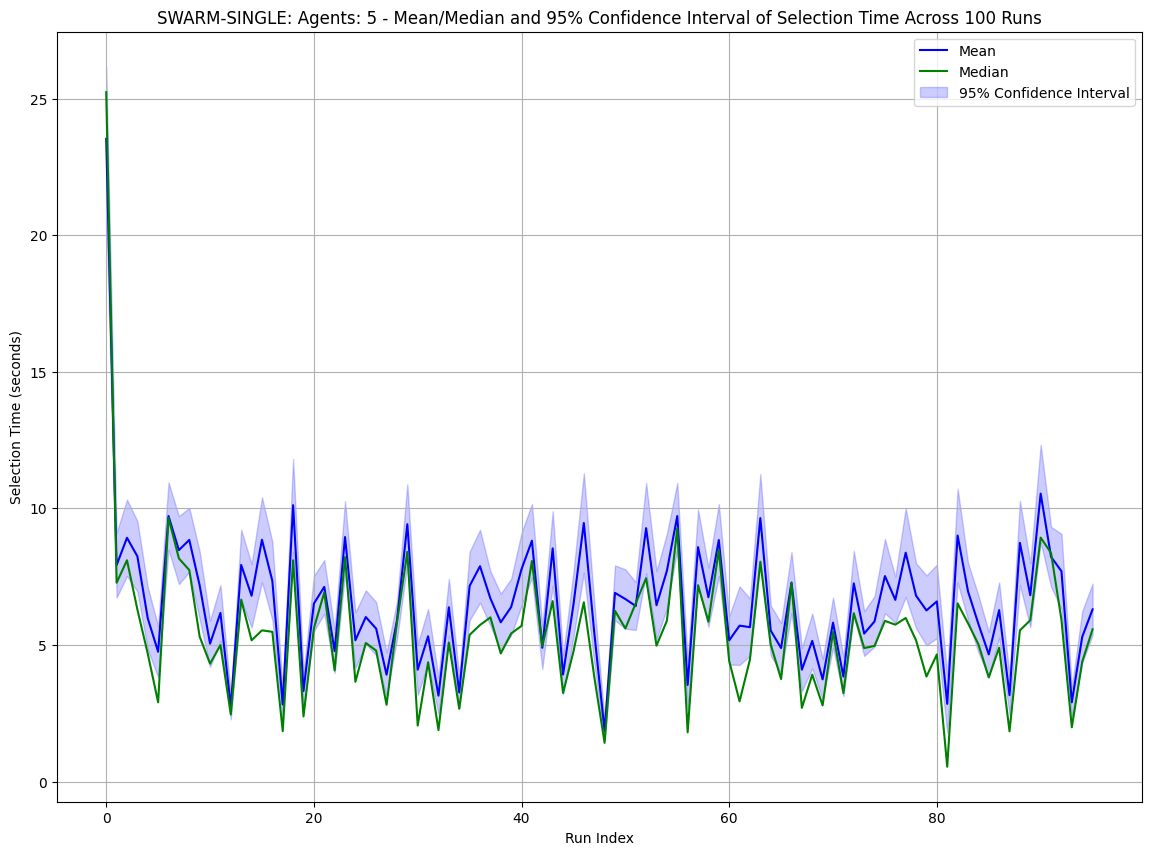 SWARM-SINGLE: Agents: 5 - Mean/Median and 95% Confidence Interval of Selection Time Across 100 Runs
Mean
Median
95% Confidence Interval
Selection Time (seconds)
25
20
15
10
5
0
0 20 40 60 80
Run Index